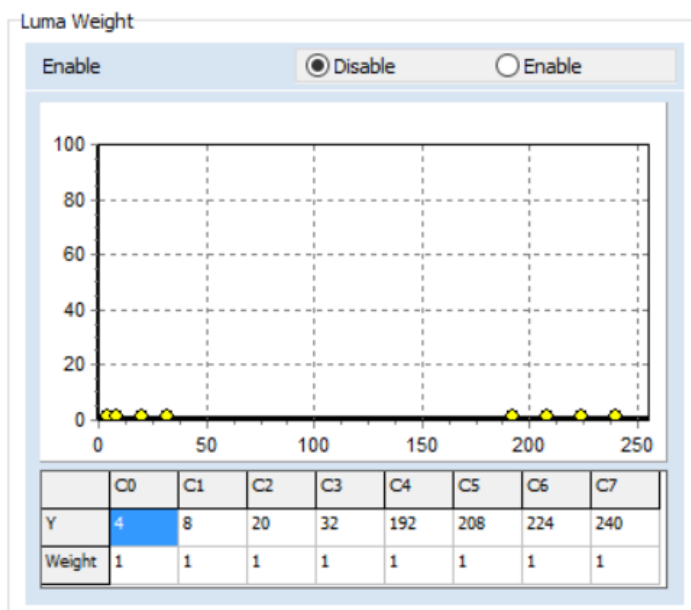 Luma Weight
Enable Disable Enable
100
80
60
40
20
0
0 50 100 150 200 250
C0 C1 C2 C3 C4 C5 C6 C7
Y 4 8 20 32 192 208 224 240
Weight 1 1 1 1 1 1 1 1